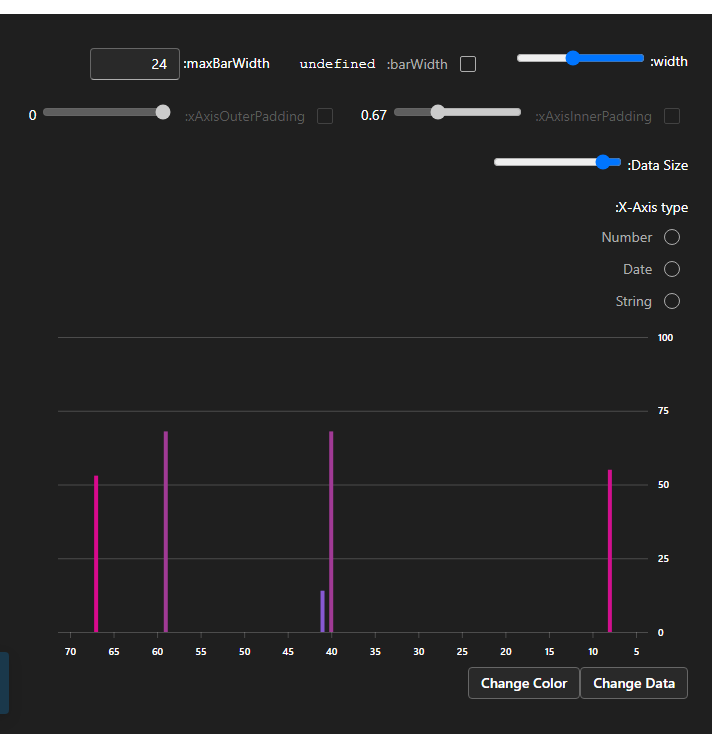 width:
barWidth: undefined
maxBarWidth: 24
xAxisInnerPadding: 0.67
xAxisOuterPadding: 0
Data Size:
X-Axis type:
Number
Date
String
100
75
50
25
0
70 65 60 55 50 45 40 35 30 25 20 15 10 5
Change Color Change Data